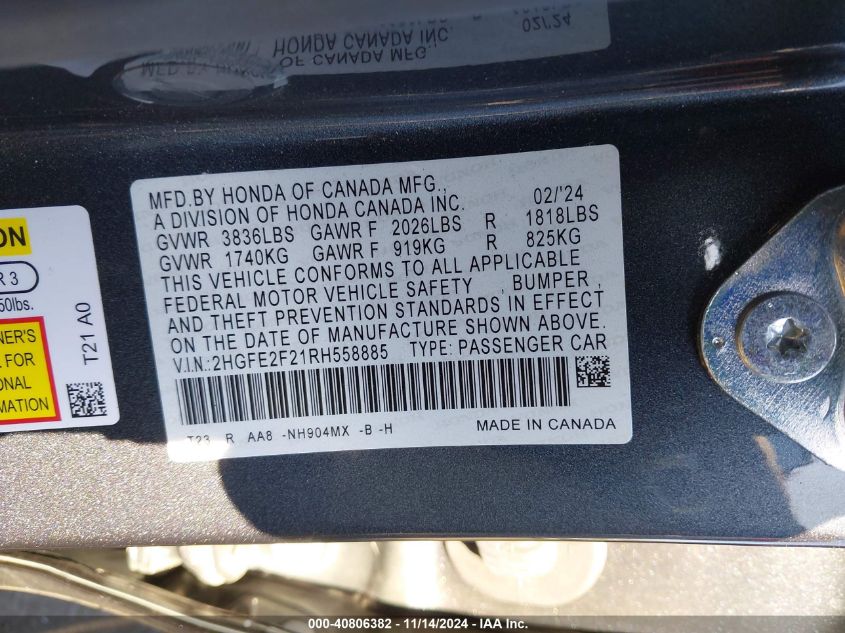 HONDA CANADA INC.
OF CANADA MFG.
02/'24
MFD.BY HONDA OF CANADA MFG.,
A DIVISION OF HONDA CANADA INC. 02/'24
GVWR 3836LBS GAWR F 2026LBS R 1818LBS
GVWR 1740KG GAWR F 919KG R 825KG
THIS VEHICLE CONFORMS TO ALL APPLICABLE
FEDERAL MOTOR VEHICLE SAFETY , BUMPER ,
AND THEFT PREVENTION STANDARDS IN EFFECT
ON THE DATE OF MANUFACTURE SHOWN ABOVE.
V.I.N.:2HGFE2F21RH558885 TYPE: PASSENGER CAR
T23 R AA8 -NH904MX -B -H MADE IN CANADA
ON
R 3
50lbs.
NER'S
L FOR
ONAL
RMATION
T21 A0
000-40806382 - 11/14/2024 - IAA Inc.